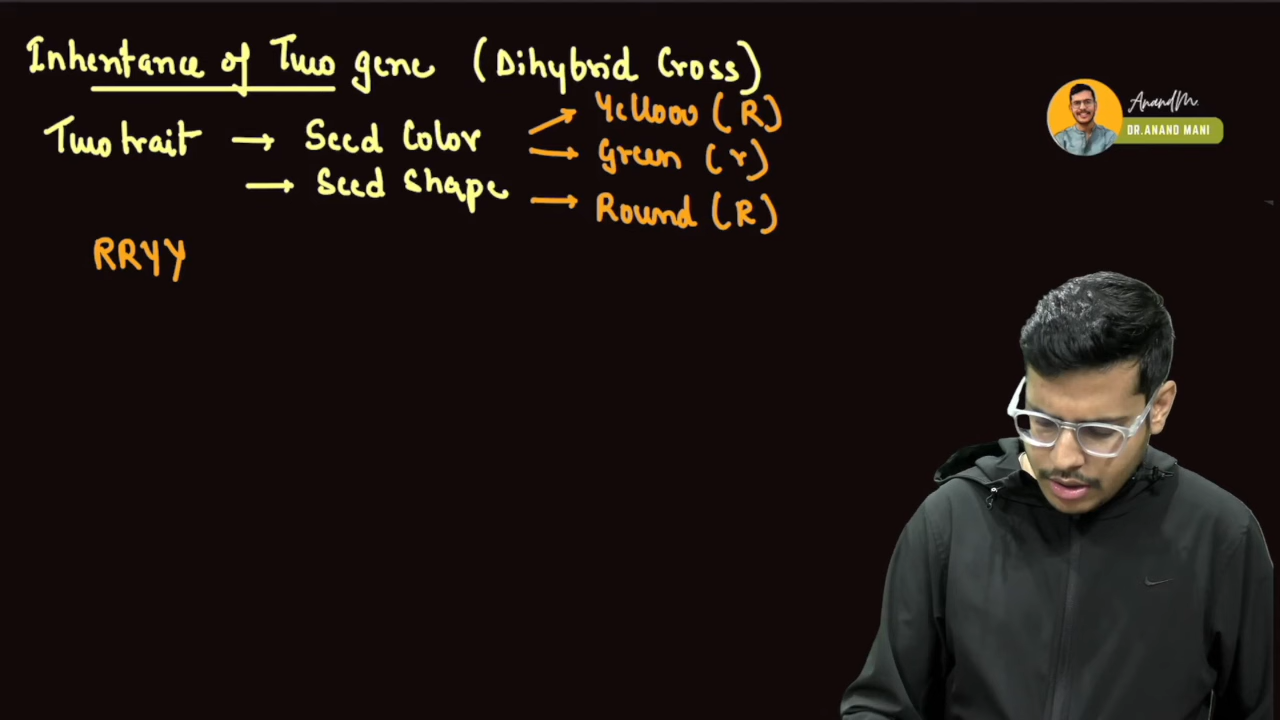 Inheritance of Two gene (Dihybrid Cross)
Two trait → Seed Color → Yellow (R)
→ Green (r)
→ Seed Shape → Round (R)
RRYY
AnandM.
DR.ANAND MANI